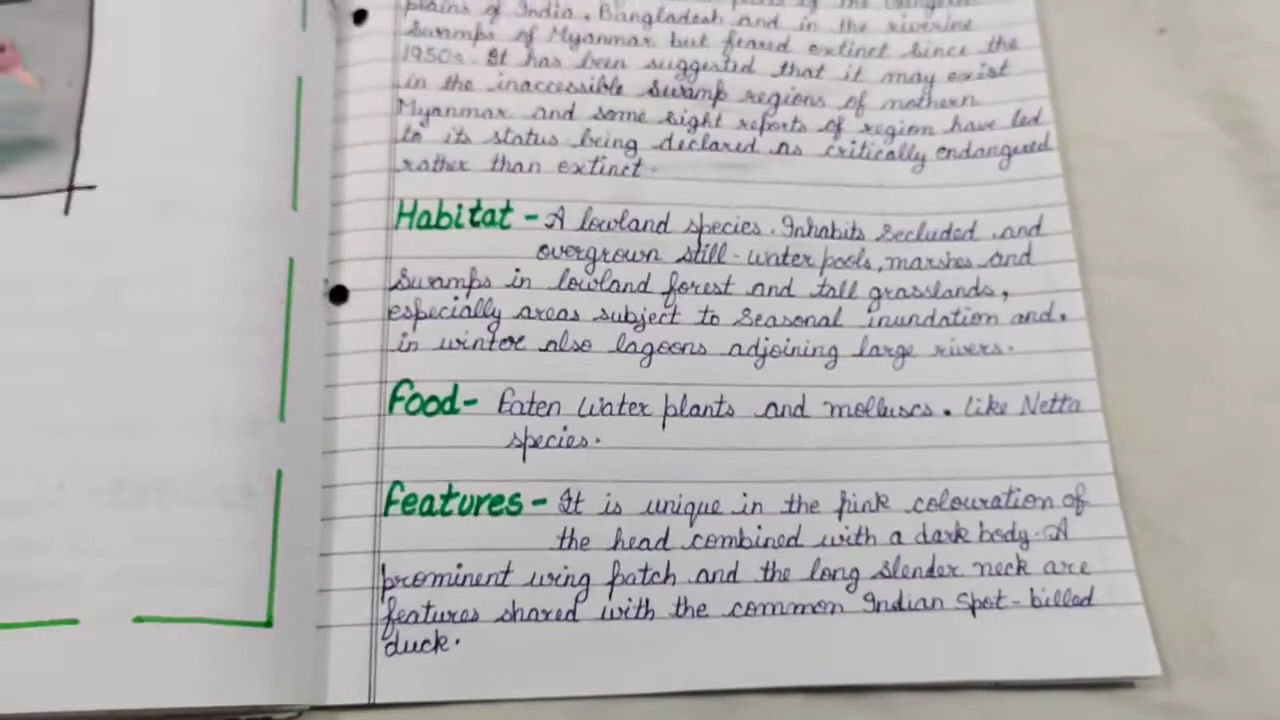 plains of India, Bangladesh and in the riverine
swamps of Myanmar but feared extinct since the
1950s. It has been suggested that it may exist
in the inaccessible swamp regions of nothern
Myanmar and some sight reports of region have led
to its status being declared as critically endangered
rather than extinct.
Habitat - A lowland species. Inhabits secluded and
overgrown still-water pools, marshes and
swamps in lowland forest and tall grasslands,
especially areas subject to seasonal inundation and,
in winter also lagoons adjoining large rivers.
Food- Eaten water plants and molluscs. like Netta
species.
Features - It is unique in the pink colouration of
the head combined with a dark body. A
prominent wing patch and the long slender neck are
features shared with the common Indian Spot-billed
duck.